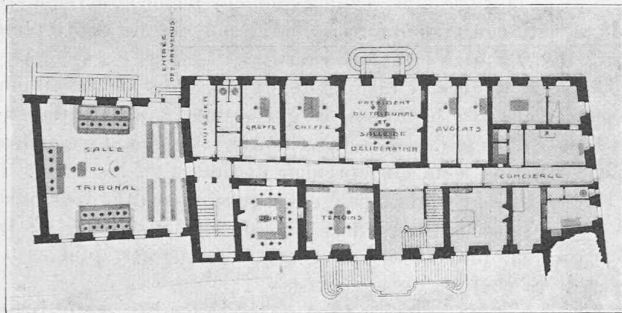 ENTRÉE
DES PRÉVENUS
SALLE
DU
TRIBUNAL
HUISSIER
GREFFE
GREFFE
PRÉSIDENT
DU TRIBUNAL
ET
SALLE DE
DÉLIBÉRATION
AVOCATS
CONCIERGE
JURY
TÉMOINS